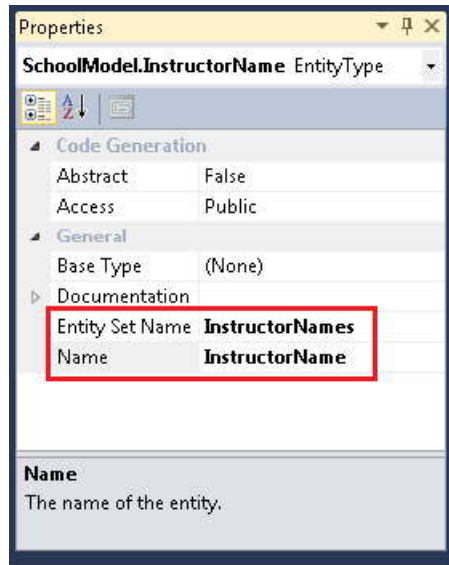 Properties
SchoolModel.InstructorName EntityType
Code Generation
Abstract False
Access Public
General
Base Type (None)
Documentation
Entity Set Name InstructorNames
Name InstructorName
Name
The name of the entity.